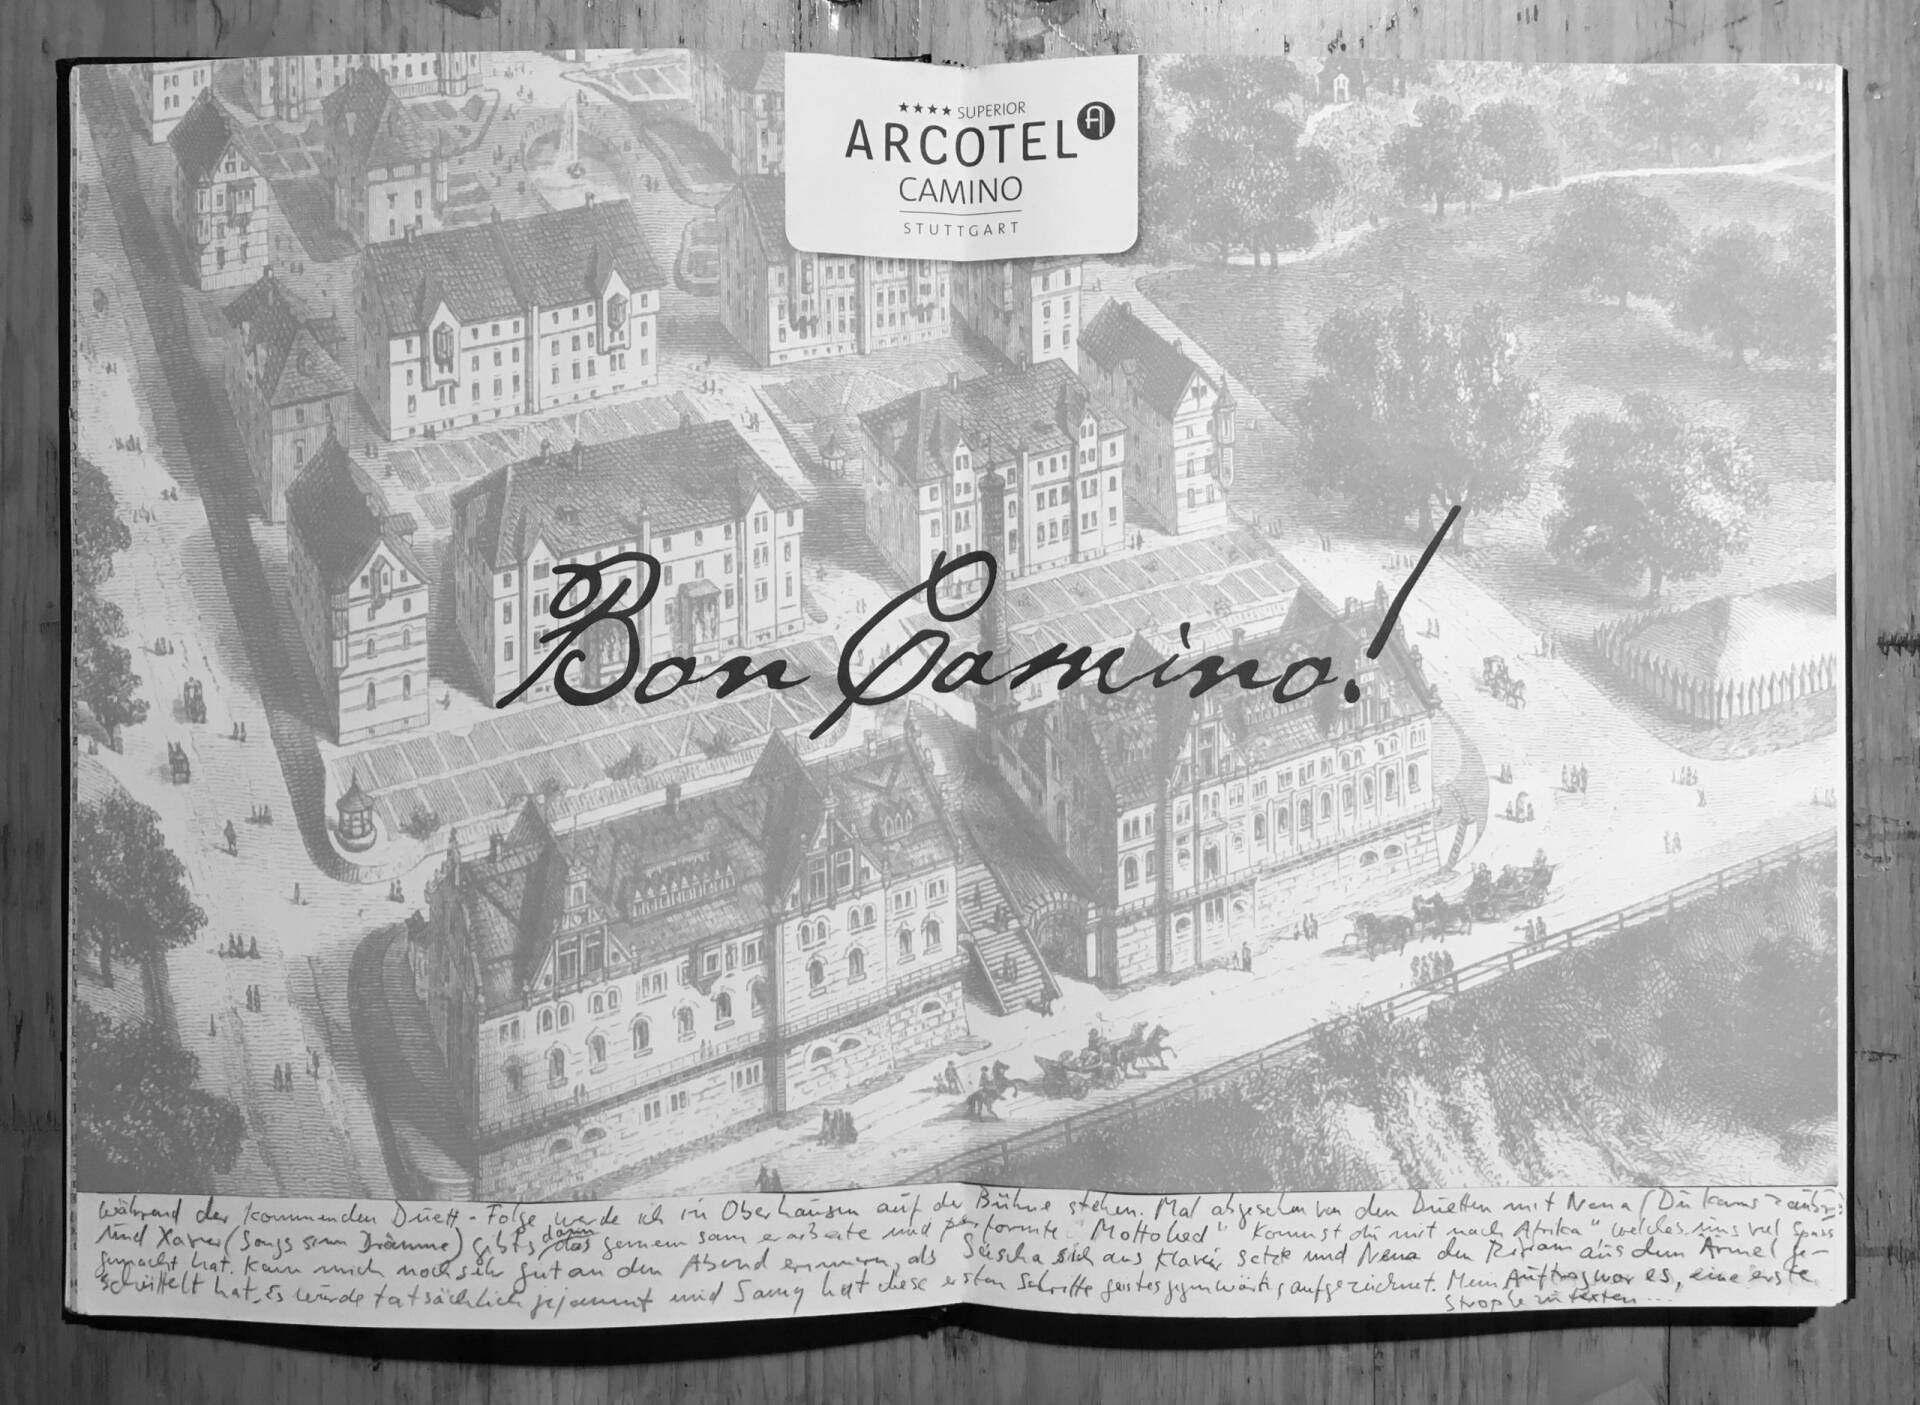 ★★★★ SUPERIOR
ARCOTEL A
CAMINO
STUTTGART
Bon Camino!
während der kommenden Duett-Folge werde ich in Oberhausen auf der Bühne stehen. Mal abgesehen von den Duetten mit Nena (Du kanns zaubern)
und Xavier (Songs sinn Dräume) gibts dann das gemeinsam erarbeitete und performte Mottolied "Kommst du mit nach Afrika" welches uns viel Spass
gemacht hat. Kann mich noch sehr gut an den Abend erinnern, als Sascha sich ans Klavier setzte und Nena den Refrain aus dem Ärmel ge-
schüttelt hat. Es wurde tatsächlich gejammt und Samy hat diese ersten Schritte geistesgegenwärtig aufgezeichnet. Mein Auftrag war es, eine erste
Strophe zu texten...